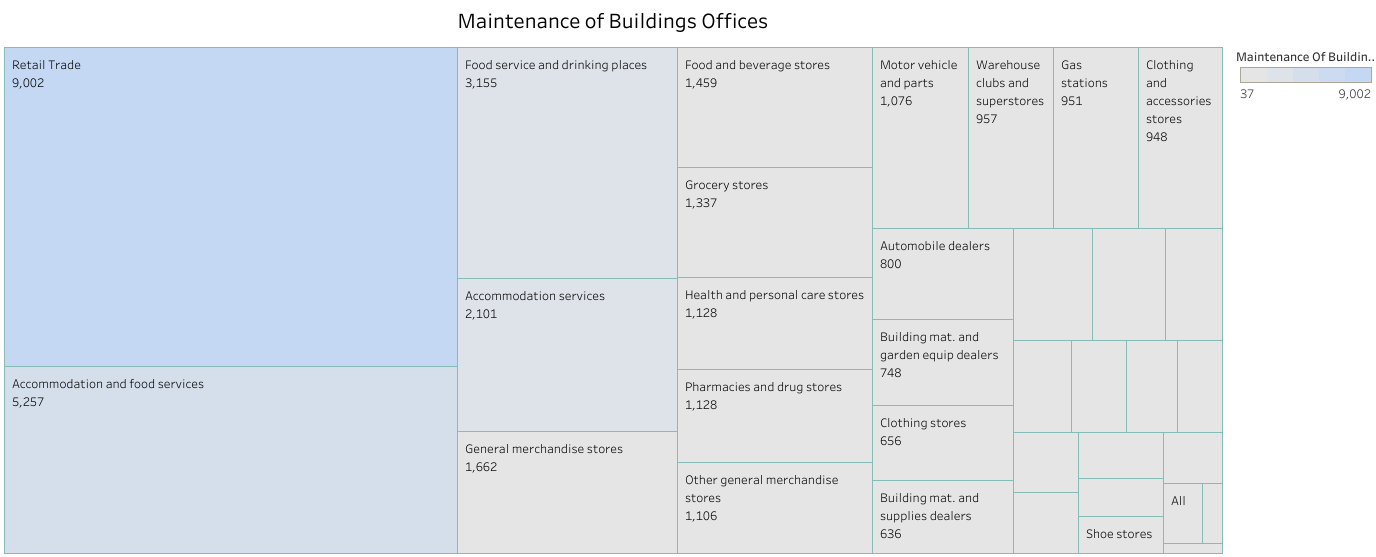 Maintenance of Buildings Offices
Retail Trade
9,002
Accommodation and food services
5,257
Food service and drinking places
3,155
Accommodation services
2,101
General merchandise stores
1,662
Food and beverage stores
1,459
Grocery stores
1,337
Health and personal care stores
1,128
Pharmacies and drug stores
1,128
Other general merchandise
stores
1,106
Motor vehicle
and parts
1,076
Warehouse
clubs and
superstores
957
Gas
stations
951
Clothing
and
accessories
stores
948
Automobile dealers
800
Building mat. and
garden equip dealers
748
Clothing stores
656
Building mat. and
supplies dealers
636
Shoe stores
All
Maintenance Of Buildin..
37
9,002